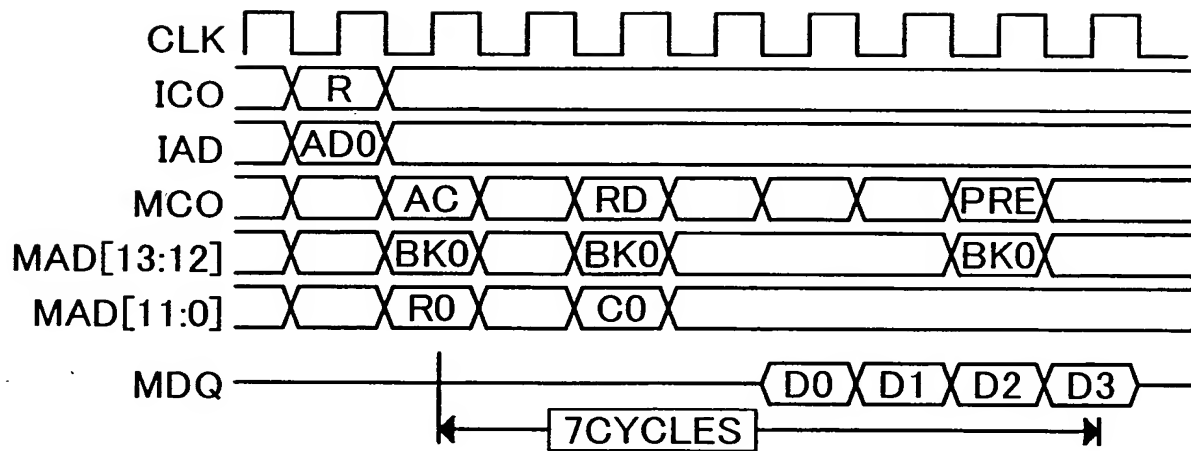 CLK
ICO R
IAD AD0
MCO AC RD PRE
MAD[13:12] BK0 BK0 BK0
MAD[11:0] R0 C0
MDQ D0 D1 D2 D3
7CYCLES